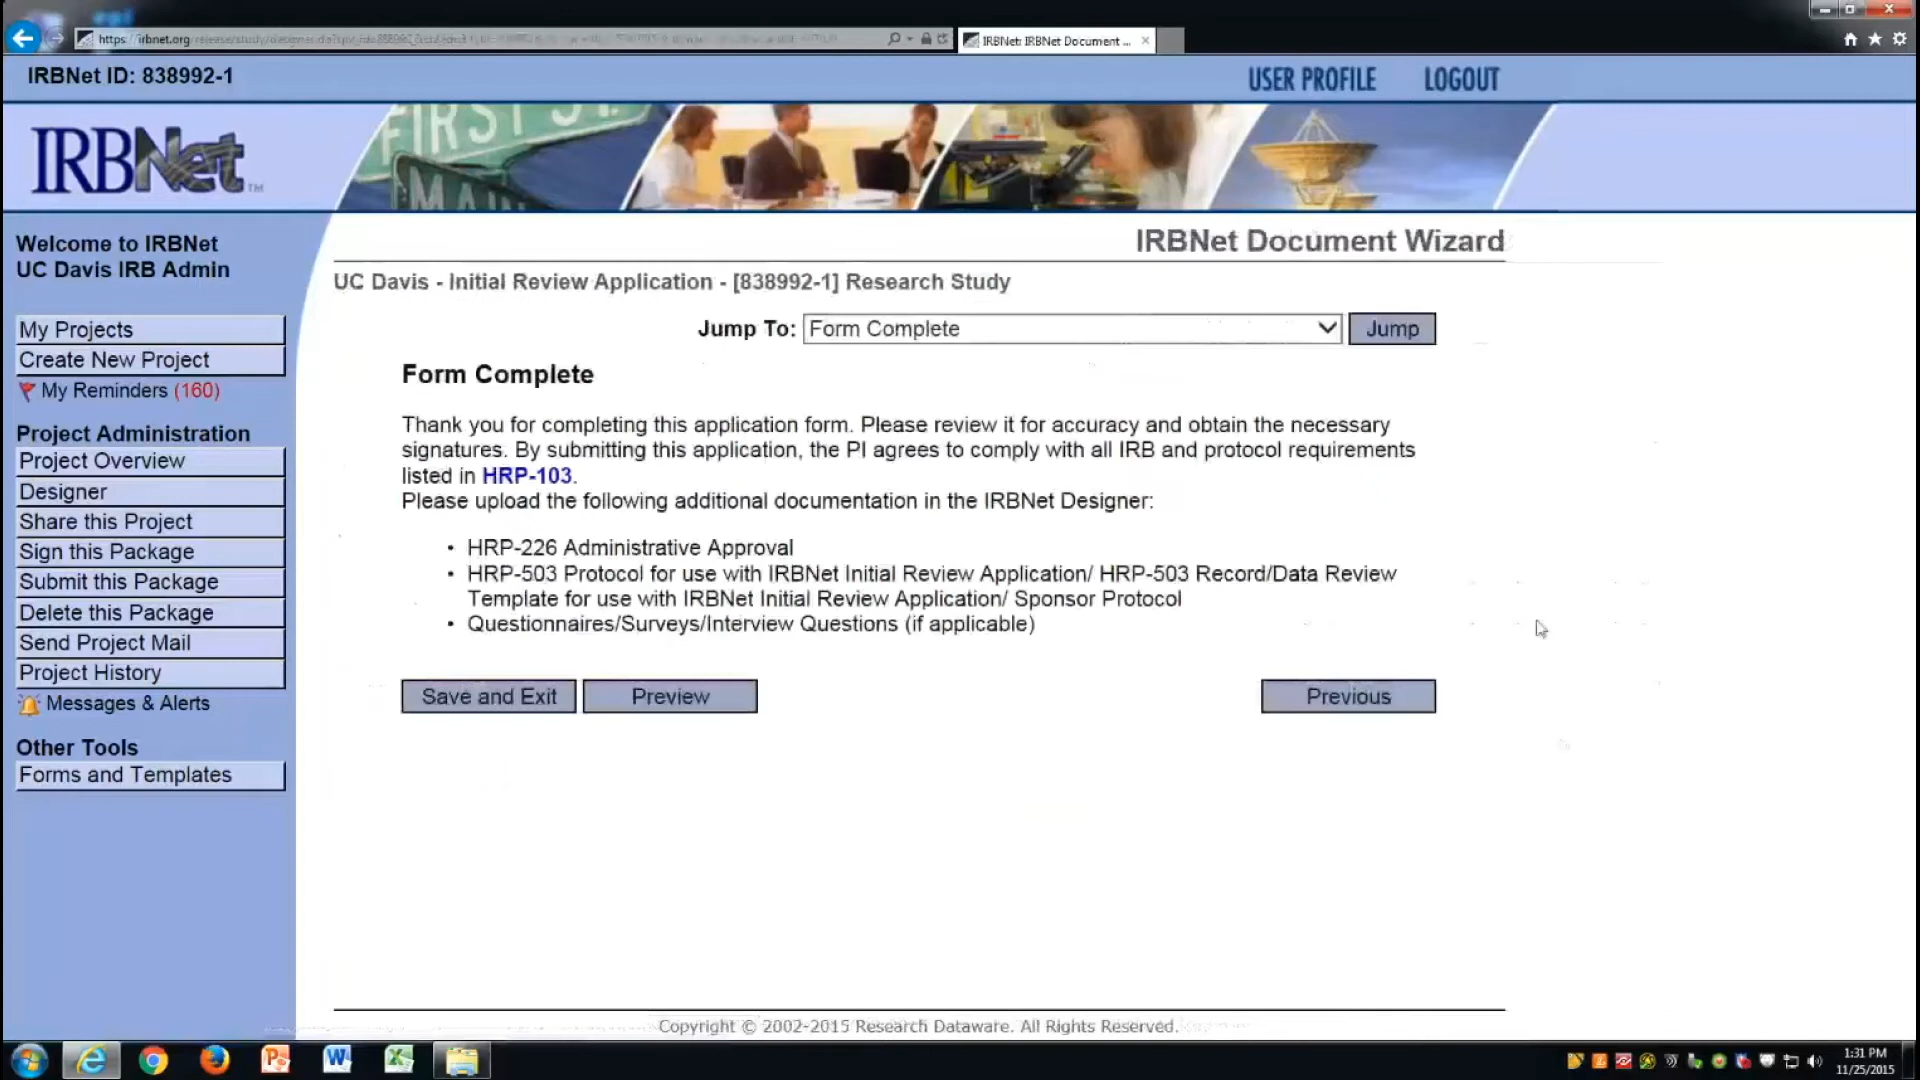 https://irbnet.org
IRBNet: IRBNet Document ...
IRBNet ID: 838992-1
USER PROFILE
LOGOUT
FIRST ST.
MAIN
IRBNet™
Welcome to IRBNet
UC Davis IRB Admin
My Projects
Create New Project
My Reminders (160)
Project Administration
Project Overview
Designer
Share this Project
Sign this Package
Submit this Package
Delete this Package
Send Project Mail
Project History
Messages & Alerts
Other Tools
Forms and Templates
IRBNet Document Wizard
UC Davis - Initial Review Application - [838992-1] Research Study
Jump To: Form Complete Jump
Form Complete
Thank you for completing this application form. Please review it for accuracy and obtain the necessary
signatures. By submitting this application, the PI agrees to comply with all IRB and protocol requirements
listed in HRP-103.
Please upload the following additional documentation in the IRBNet Designer:
• HRP-226 Administrative Approval
• HRP-503 Protocol for use with IRBNet Initial Review Application/ HRP-503 Record/Data Review
Template for use with IRBNet Initial Review Application/ Sponsor Protocol
• Questionnaires/Surveys/Interview Questions (if applicable)
Save and Exit
Preview
Previous
Copyright © 2002-2015 Research Dataware. All Rights Reserved.
1:31 PM
11/25/2015